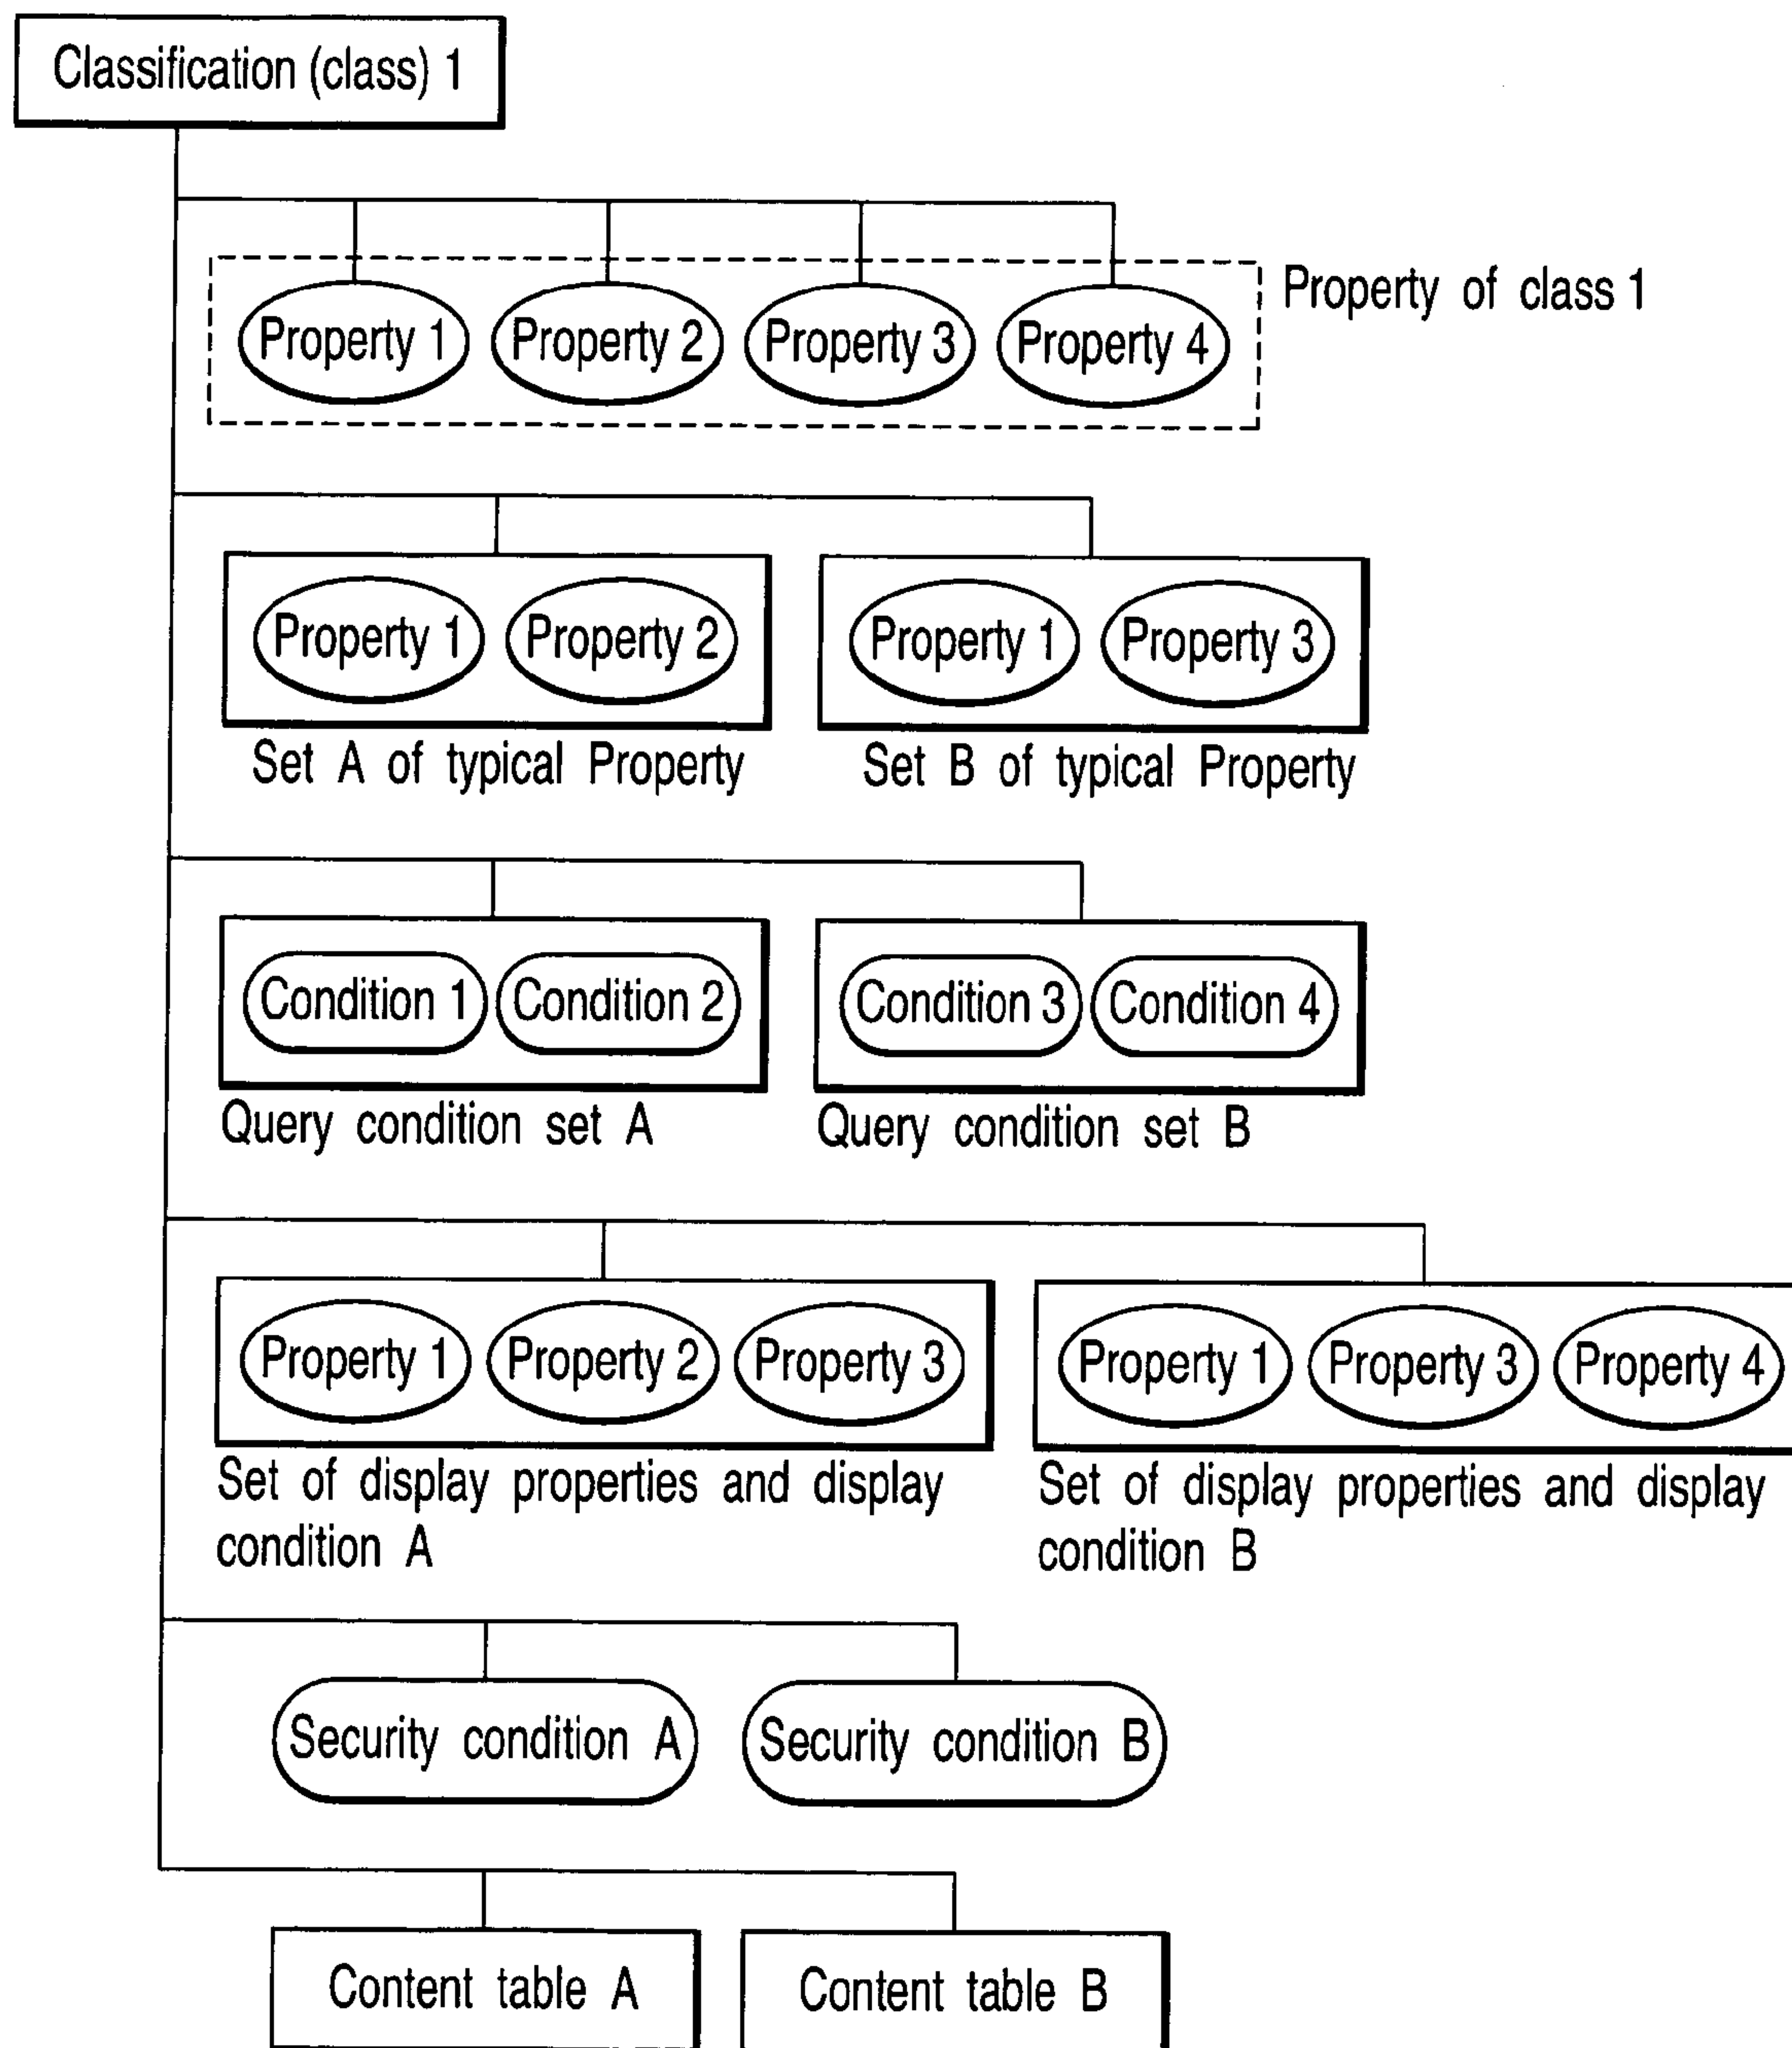 Classification (class) 1
Property 1
Property 2
Property 3
Property 4
Property of class 1
Property 1
Property 2
Property 1
Property 3
Set A of typical Property
Set B of typical Property
Condition 1
Condition 2
Condition 3
Condition 4
Query condition set A
Query condition set B
Property 1
Property 2
Property 3
Property 1
Property 3
Property 4
Set of display properties and display
condition A
Set of display properties and display
condition B
Security condition A
Security condition B
Content table A
Content table B